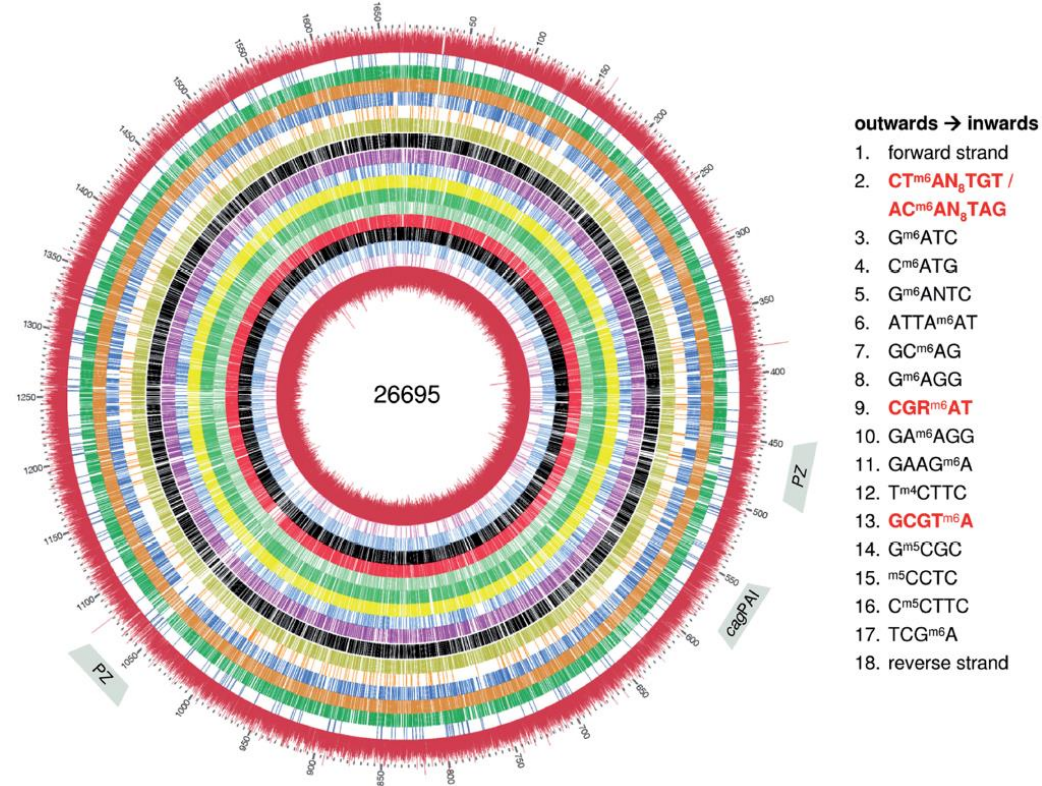 1650
50
100
150
200
250
300
350
400
450
500
550
600
650
700
750
800
850
900
950
1000
1050
1100
1150
1200
1250
1300
1350
1400
1450
1500
1550
1600
26695
PZ
cagPAI
PZ
outwards → inwards
1. forward strand
2. CTᵐ⁶AN₈TGT /
ACᵐ⁶AN₈TAG
3. Gᵐ⁶ATC
4. Cᵐ⁶ATG
5. Gᵐ⁶ANTC
6. ATTAᵐ⁶AT
7. GCᵐ⁶AG
8. Gᵐ⁶AGG
9. CGRᵐ⁶AT
10. GAᵐ⁶AGG
11. GAAGᵐ⁶A
12. Tᵐ⁴CTTC
13. GCGTᵐ⁶A
14. Gᵐ⁵CGC
15. ᵐ⁵CCTC
16. Cᵐ⁵CTTC
17. TCGᵐ⁶A
18. reverse strand